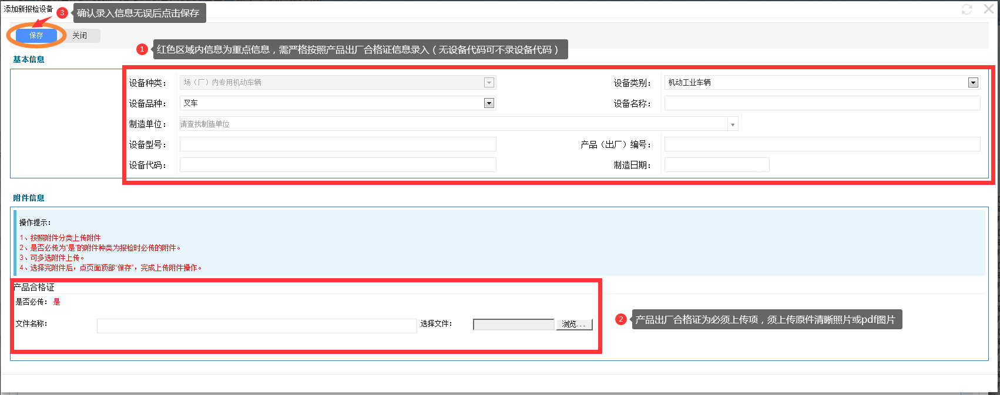 添加新报检设备
3 确认录入信息无误后点击保存
保存 关闭
1 红色区域内信息为重点信息，需严格按照产品出厂合格证信息录入（无设备代码可不录设备代码）
基本信息
设备种类： 场（厂）内专用机动车辆 设备类别： 机动工业车辆
设备品种： 叉车 设备名称：
制造单位： 请查找制造单位
设备型号： 产品（出厂）编号：
设备代码： 制造日期：
附件信息
操作提示：
1、按照附件分类上传附件
2、是否必传为"是"的附件种类为报检时必传的附件。
3、可多选附件上传。
4、选择完附件后，点页面顶部"保存"，完成上传附件操作。
产品合格证
是否必传： 是
文件名称： 选择文件： 浏览...
2 产品出厂合格证为必须上传项，须上传原件清晰照片或pdf图片